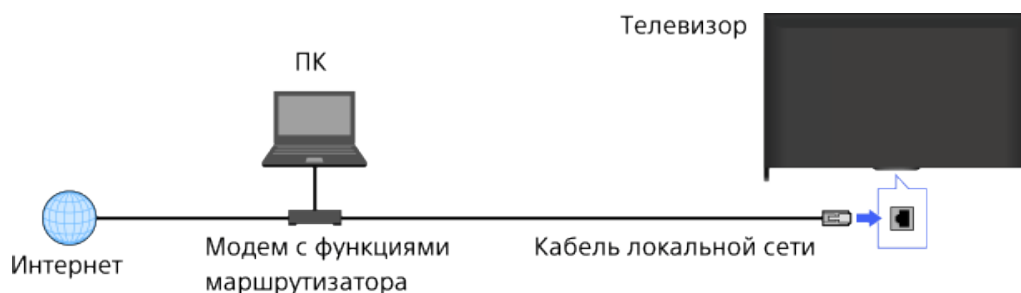 Телевизор
ПК
Интернет
Модем с функциями
маршрутизатора
Кабель локальной сети